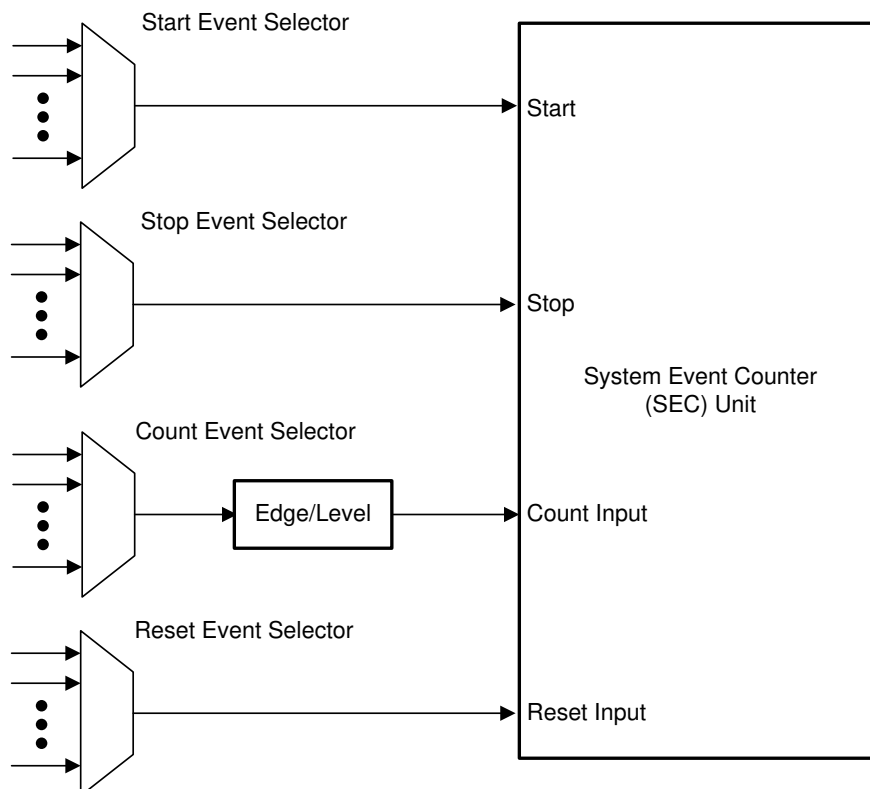 Start Event Selector
Start
Stop Event Selector
Stop
System Event Counter
(SEC) Unit
Count Event Selector
Edge/Level
Count Input
Reset Event Selector
Reset Input